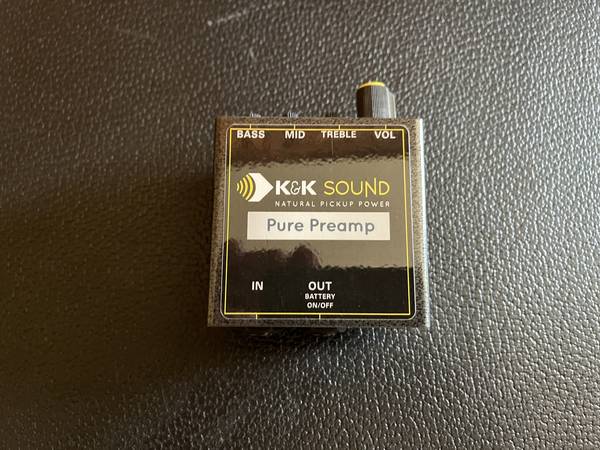 BASS MID TREBLE VOL
K&K SOUND
NATURAL PICKUP POWER
Pure Preamp
IN OUT
BATTERY
ON/OFF